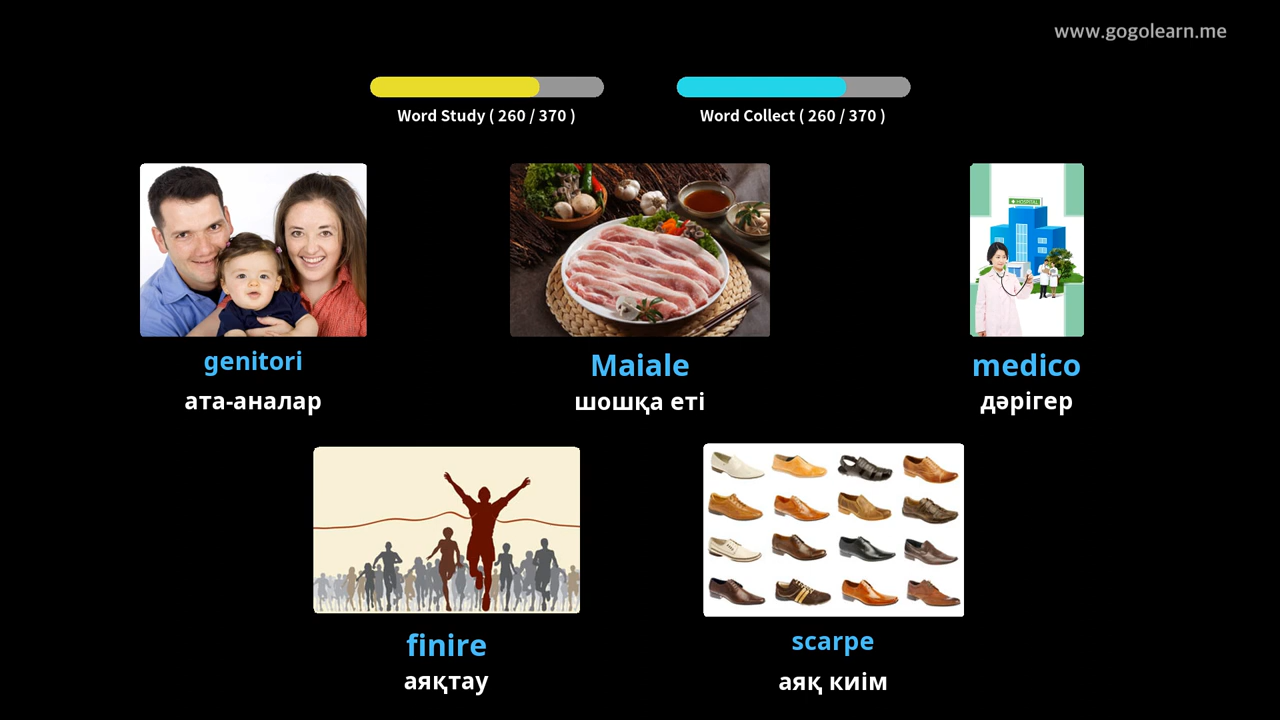 www.gogolearn.me
Word Study ( 260 / 370 )
Word Collect ( 260 / 370 )
HOSPITAL
genitori
ата-аналар
Maiale
шошқа еті
medico
дәрігер
finire
аяқтау
scarpe
аяқ киім